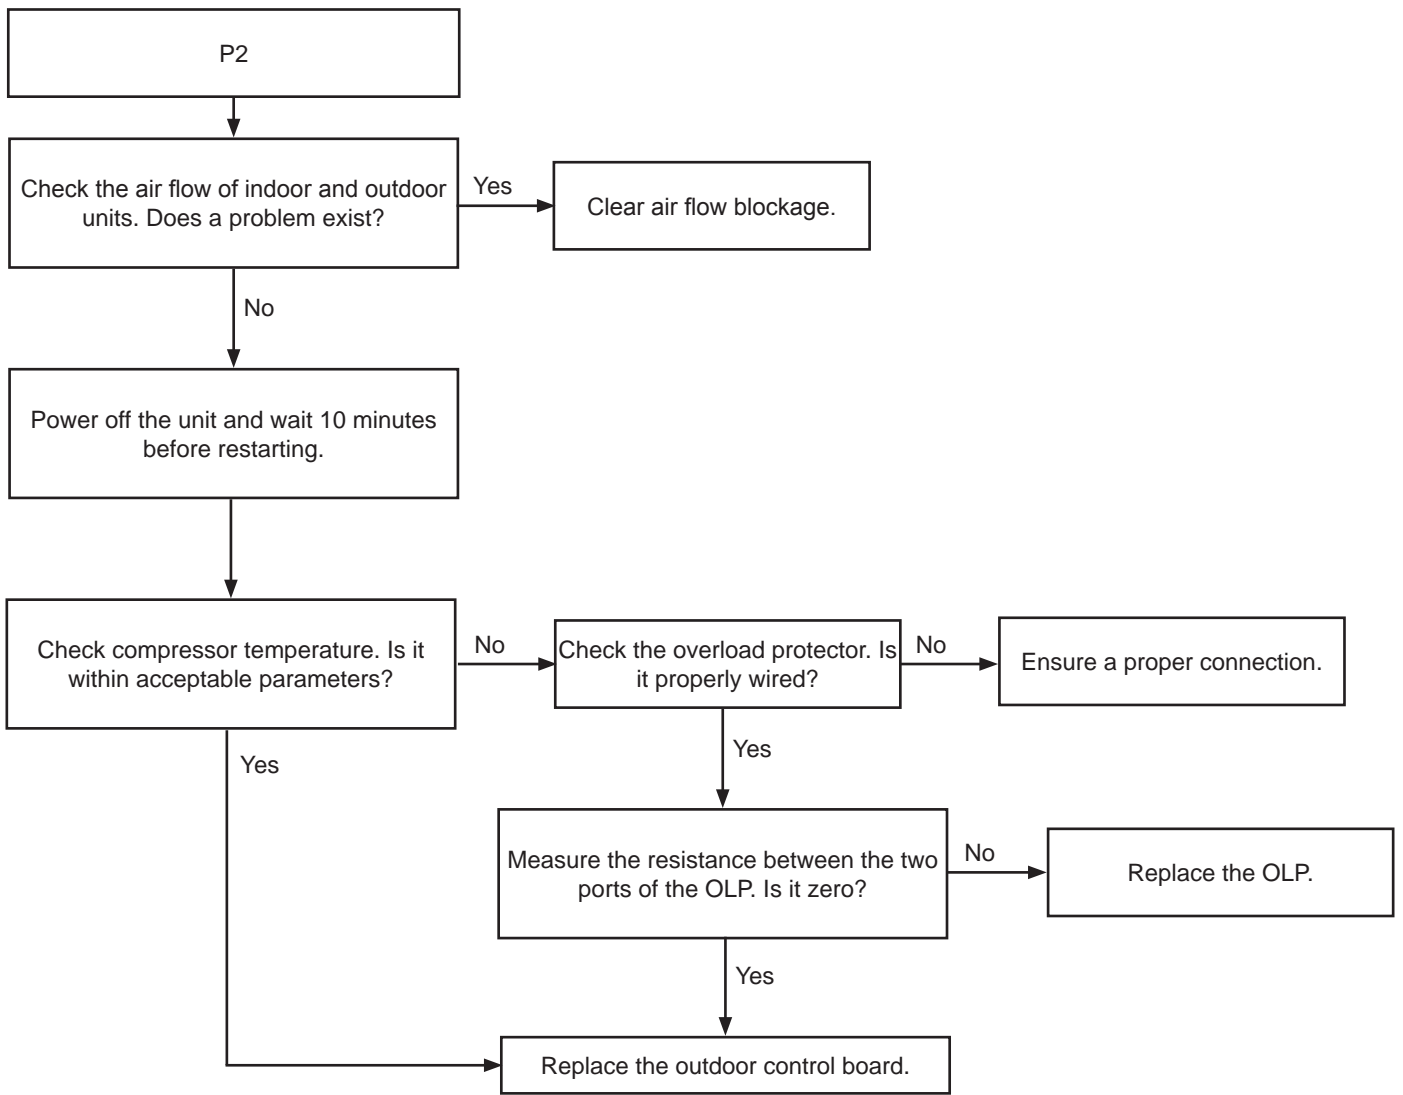 P2
Check the air flow of indoor and outdoor
units. Does a problem exist?
Yes
Clear air flow blockage.
No
Power off the unit and wait 10 minutes
before restarting.
Check compressor temperature. Is it
within acceptable parameters?
No
Check the overload protector. Is
it properly wired?
No
Ensure a proper connection.
Yes
Yes
Measure the resistance between the two
ports of the OLP. Is it zero?
No
Replace the OLP.
Yes
Replace the outdoor control board.